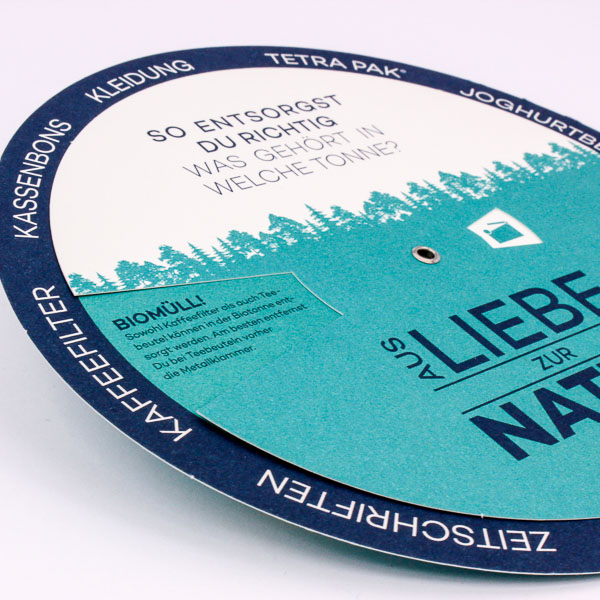 KLEIDUNG
TETRA PAK®
KASSENBONS
KAFFEEFILTER
ZEITSCHRIFTEN
SO ENTSORGST
DU RICHTIG
WAS GEHÖRT IN
WELCHE TONNE?
BIOMÜLL!
Sowohl Kaffeefilter als auch Tee-
beutel können in der Biotonne ent-
sorgt werden. Am besten entfernst
Du bei Teebeuteln vorher
die Metallklammer.
AUS
LIEBE
ZUR